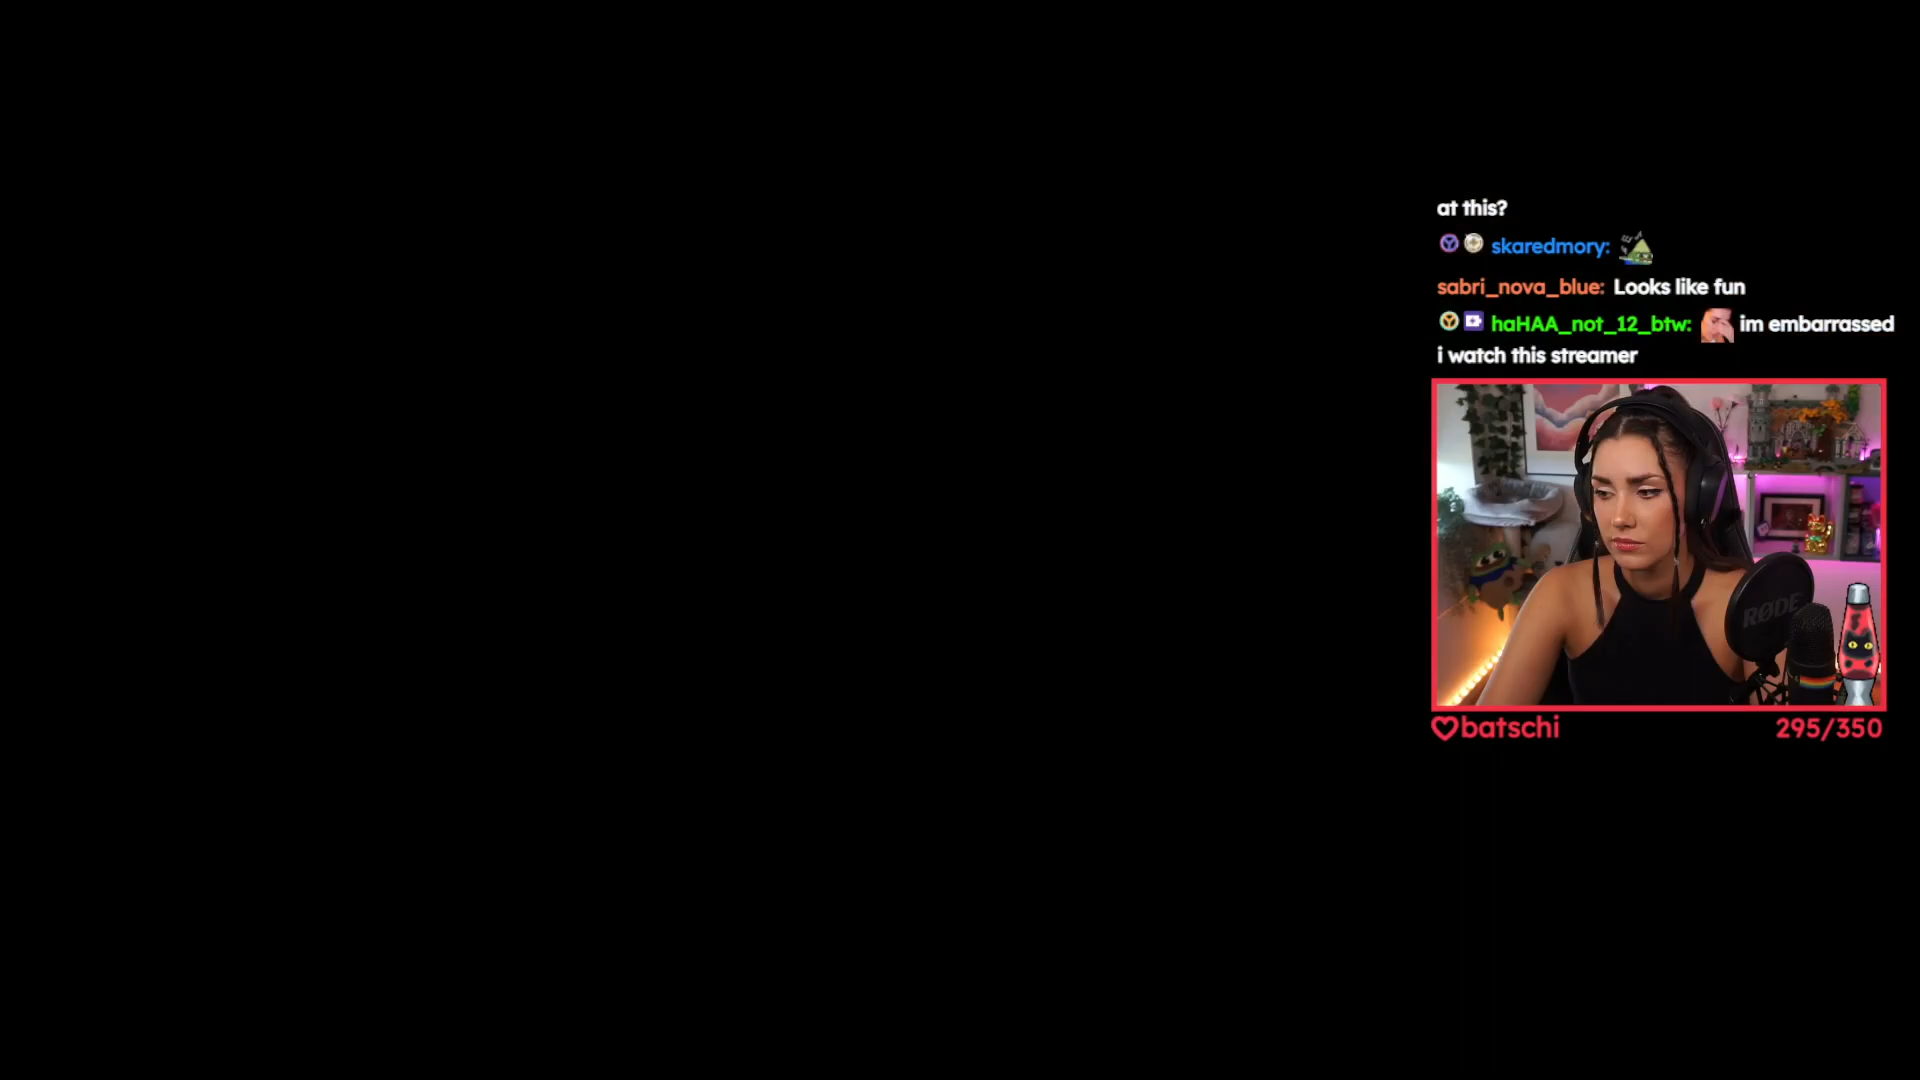 at this?
skaredmory:
sabri_nova_blue: Looks like fun
haHAA_not_12_btw: im embarrassed
i watch this streamer
RØDE
batschi
295/350